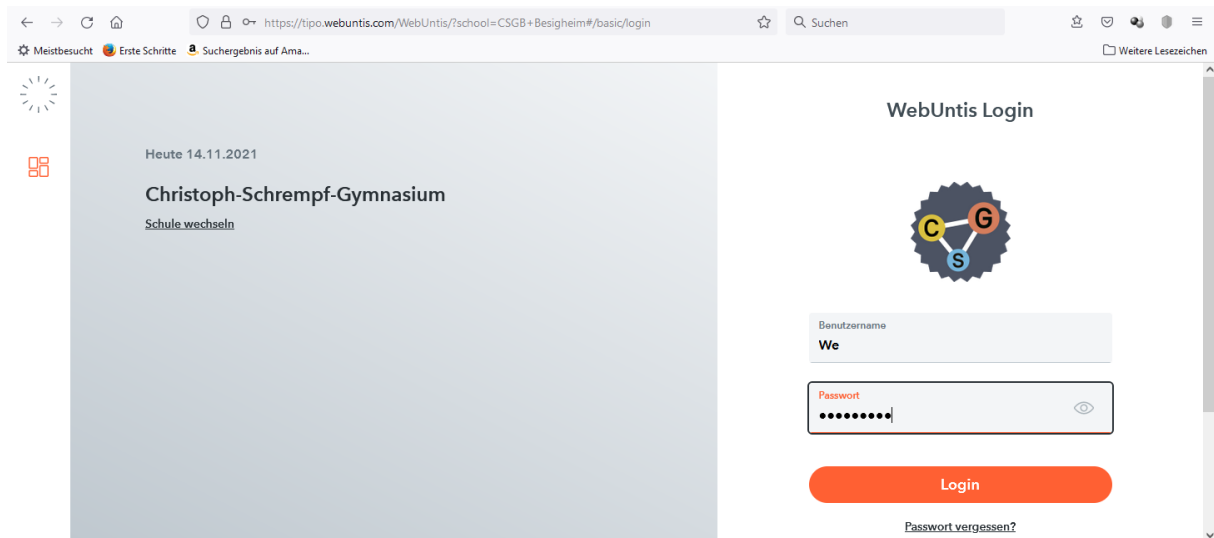 https://tipo.webuntis.com/WebUntis/?school=CSGB+Besigheim#/basic/login
Suchen
Meistbesucht
Erste Schritte
Suchergebnis auf Ama...
Weitere Lesezeichen
Heute 14.11.2021
Christoph-Schrempf-Gymnasium
Schule wechseln
WebUntis Login
C G
S
Benutzername
We
Passwort
•••••••••
Login
Passwort vergessen?